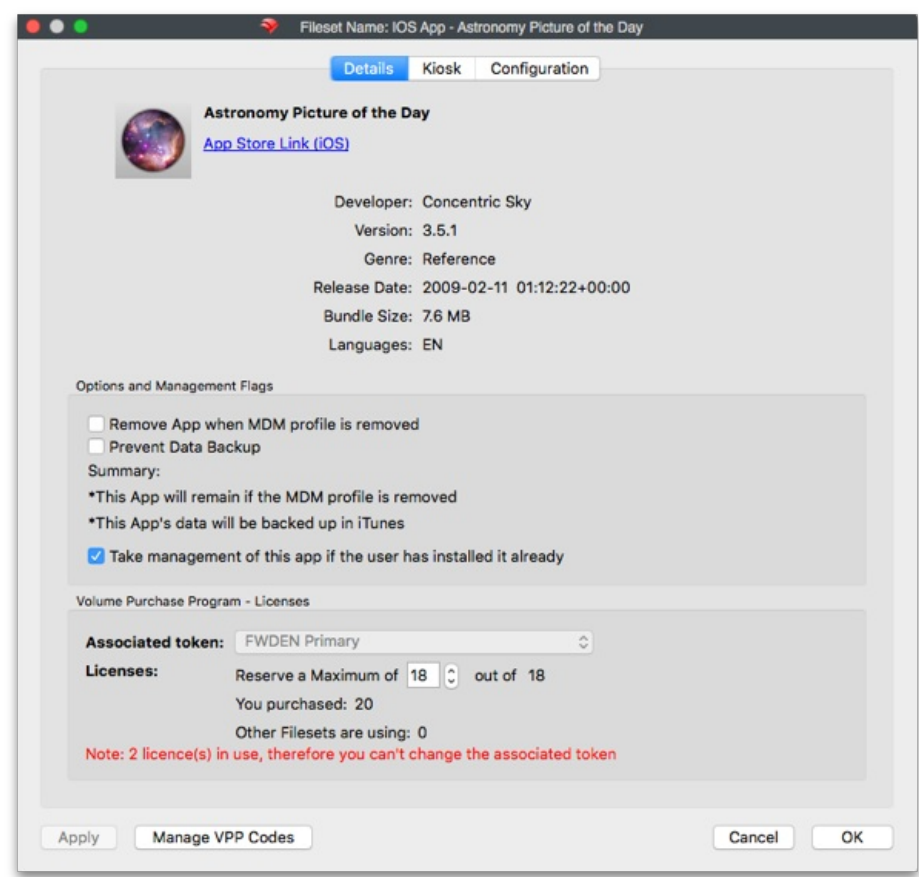 Fileset Name: IOS App - Astronomy Picture of the Day
Details Kiosk Configuration
Astronomy Picture of the Day
App Store Link (iOS)
Developer: Concentric Sky
Version: 3.5.1
Genre: Reference
Release Date: 2009-02-11 01:12:22+00:00
Bundle Size: 7.6 MB
Languages: EN
Options and Management Flags
Remove App when MDM profile is removed
Prevent Data Backup
Summary:
*This App will remain if the MDM profile is removed
*This App's data will be backed up in iTunes
Take management of this app if the user has installed it already
Volume Purchase Program - Licenses
Associated token: FWDEN Primary
Licenses: Reserve a Maximum of 18 out of 18
You purchased: 20
Other Filesets are using: 0
Note: 2 licence(s) in use, therefore you can't change the associated token
Apply Manage VPP Codes Cancel OK